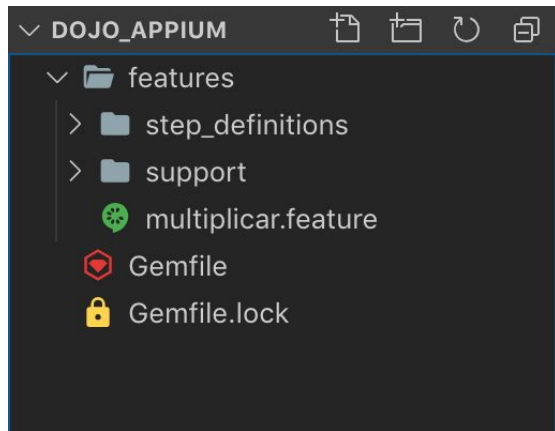 DOJO_APPIUM
features
step_definitions
support
multiplicar.feature
Gemfile
Gemfile.lock